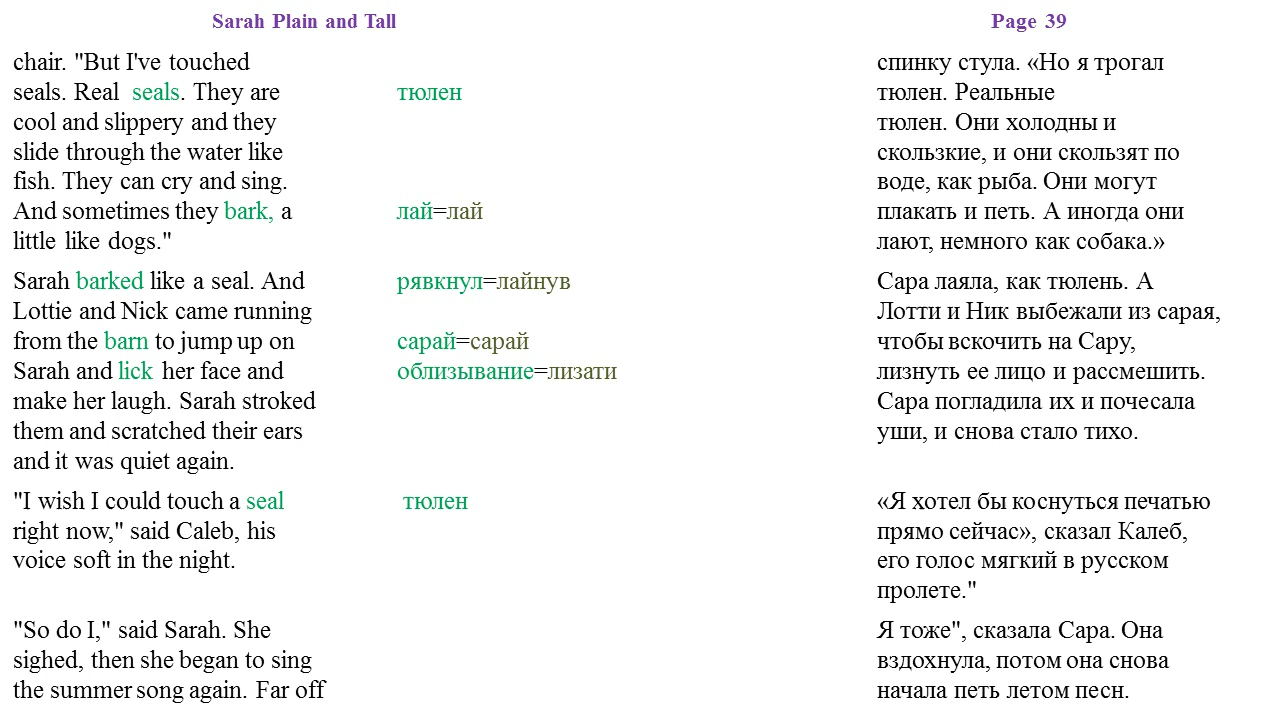 Sarah Plain and Tall
Page 39
chair. "But I've touched
seals. Real seals. They are
cool and slippery and they
slide through the water like
fish. They can cry and sing.
And sometimes they bark, a
little like dogs."
тюлен
лай=лай
спинку стула. «Но я трогал
тюлен. Реальные
тюлен. Они холодны и
скользкие, и они скользят по
воде, как рыба. Они могут
плакать и петь. А иногда они
лают, немного как собака.»
Sarah barked like a seal. And
Lottie and Nick came running
from the barn to jump up on
Sarah and lick her face and
make her laugh. Sarah stroked
them and scratched their ears
and it was quiet again.
рявкнул=лайнув
сарай=сарай
облизывание=лизати
Сара лаяла, как тюлень. А
Лотти и Ник выбежали из сарая,
чтобы вскочить на Сару,
лизнуть ее лицо и рассмешить.
Сара погладила их и почесала
уши, и снова стало тихо.
"I wish I could touch a seal
right now," said Caleb, his
voice soft in the night.
тюлен
«Я хотел бы коснуться печатью
прямо сейчас», сказал Калеб,
его голос мягкий в русском
пролете."
"So do I," said Sarah. She
sighed, then she began to sing
the summer song again. Far off
Я тоже", сказала Сара. Она
вздохнула, потом она снова
начала петь летом песн.